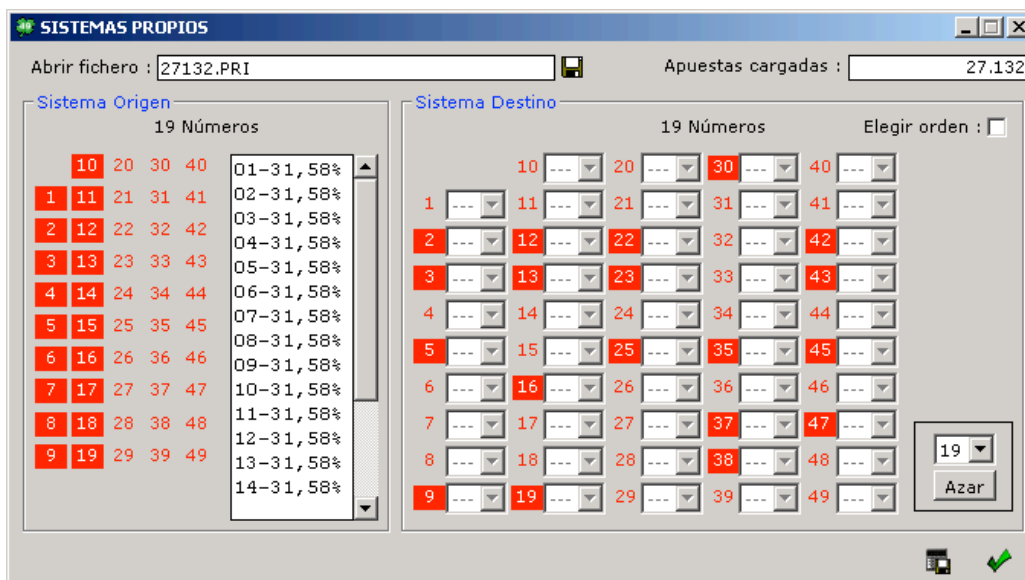 SISTEMAS PROPIOS
Abrir fichero : 27132.PRI
Apuestas cargadas : 27.132
Sistema Origen
19 Números
10 20 30 40
1 11 21 31 41
2 12 22 32 42
3 13 23 33 43
4 14 24 34 44
5 15 25 35 45
6 16 26 36 46
7 17 27 37 47
8 18 28 38 48
9 19 29 39 49
01-31,58%
02-31,58%
03-31,58%
04-31,58%
05-31,58%
06-31,58%
07-31,58%
08-31,58%
09-31,58%
10-31,58%
11-31,58%
12-31,58%
13-31,58%
14-31,58%
Sistema Destino
19 Números
Elegir orden :
10 --- 20 --- 30 --- 40 ---
1 --- 11 --- 21 --- 31 --- 41 ---
2 --- 12 --- 22 --- 32 --- 42 ---
3 --- 13 --- 23 --- 33 --- 43 ---
4 --- 14 --- 24 --- 34 --- 44 ---
5 --- 15 --- 25 --- 35 --- 45 ---
6 --- 16 --- 26 --- 36 --- 46 ---
7 --- 17 --- 27 --- 37 --- 47 ---
8 --- 18 --- 28 --- 38 --- 48 ---
9 --- 19 --- 29 --- 39 --- 49 ---
19
Azar